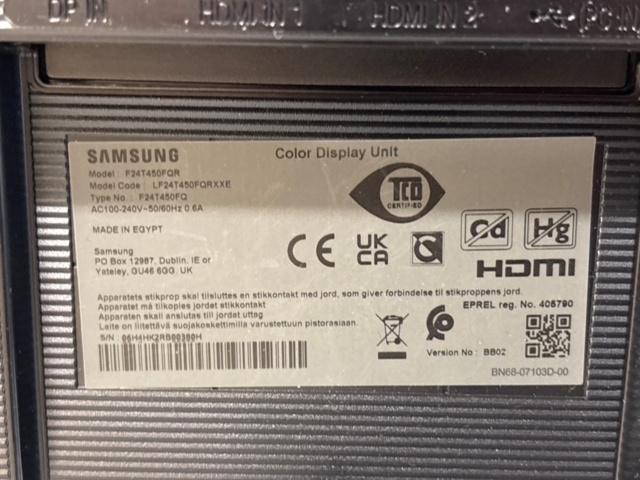 DP IN HDMI IN 1 HDMI IN 2 (PC IN
SAMSUNG
Color Display Unit
Model : F24T450FQR
Model Code : LF24T450FQRXXE
Type No. : F24T450FQ
AC100-240V~50/60Hz 0.6A
TCO
CERTIFIED
MADE IN EGYPT
Samsung
PO Box 12987, Dublin. IE or
Yateley, GU46 6GG. UK
CE
UK
CA
Cd
Hg
HDMI
Apparatets stikprop skal tilsluttes en stikkontakt med jord, som giver forbindelse til stikproppens jord.
Apparatet må tilkoples jordet stikkontakt
Apparaten skall anslutas till jordat uttag
Laite on liitettävä suojakoskettimilla varustettuun pistorasiaan.
EPREL reg. No. 405790
S/N : 06H4HK2RB00380H
Version No : BB02
BN68-07103D-00